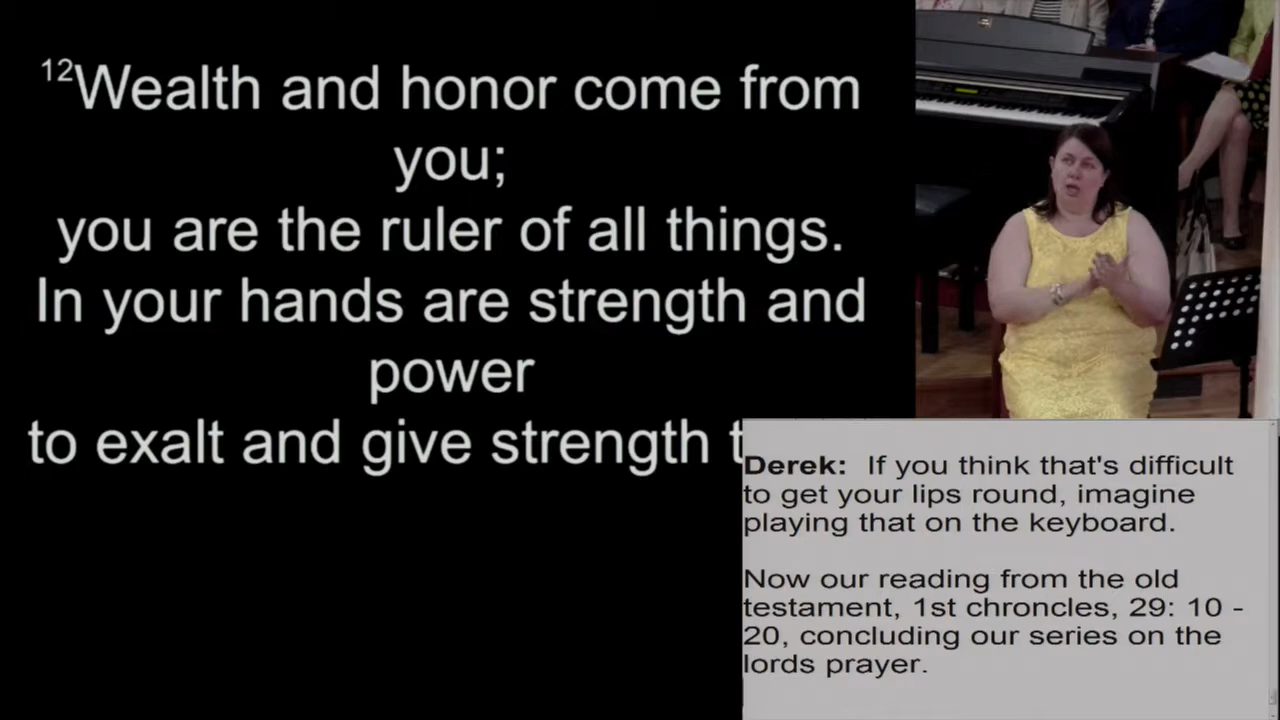 12Wealth and honor come from
you;
you are the ruler of all things.
In your hands are strength and
power
to exalt and give strength t
Derek: If you think that's difficult
to get your lips round, imagine
playing that on the keyboard.
Now our reading from the old
testament, 1st chroncles, 29: 10 -
20, concluding our series on the
lords prayer.